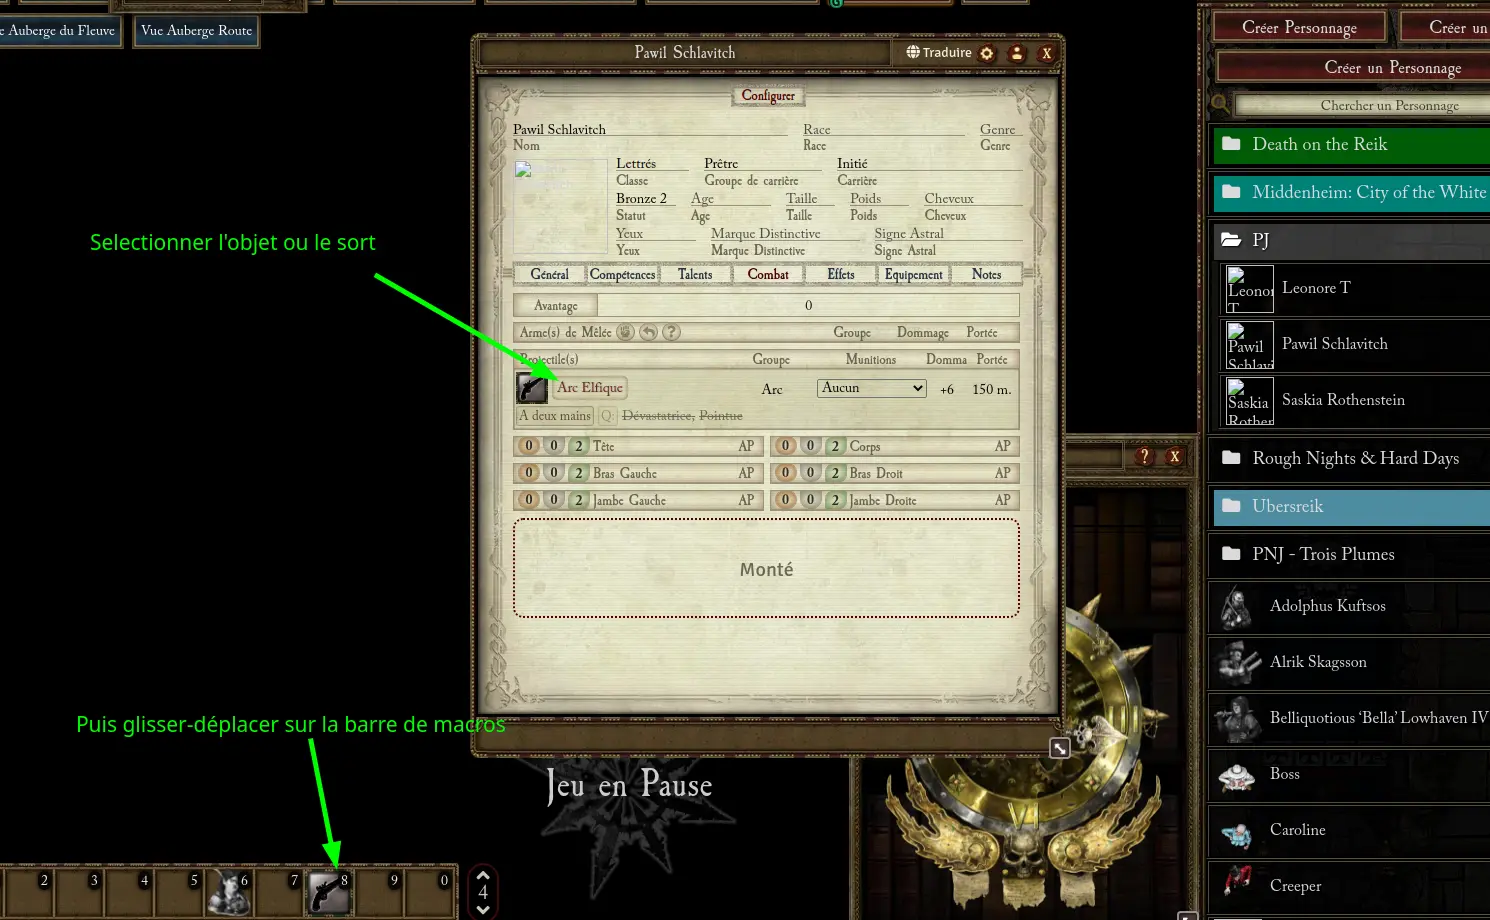 Auberge du Fleuve
Vue Auberge Route
Pawil Schlavitch
Traduire
X
Configurer
Pawil Schlavitch
Race
Genre
Nom
Race
Genre
Lettrés
Prêtre
Initié
Classe
Groupe de carrière
Carrière
Bronze 2
Age
Taille
Poids
Cheveux
Statut
Age
Taille
Poids
Cheveux
Yeux
Marque Distinctive
Signe Astral
Yeux
Marque Distinctive
Signe Astral
Général
Compétences
Talents
Combat
Effets
Equipement
Notes
Avantage
0
Arme(s) de Mêlée
?
Groupe
Dommage
Portée
Projectile(s)
Groupe
Munitions
Domma
Portée
Arc Elfique
Arc
Aucun
+6
150 m.
A deux mains
Q:
Dévastatrice, Pointue
0 0 2 Tête AP
0 0 2 Corps AP
0 0 2 Bras Gauche AP
0 0 2 Bras Droit AP
0 0 2 Jambe Gauche AP
0 0 2 Jambe Droite AP
Monté
Selectionner l'objet ou le sort
Puis glisser-déplacer sur la barre de macros
Jeu en Pause
2
3
4
5
6
7
8
9
0
4
? X
VI
Créer Personnage
Créer un
Créer un Personnage
Chercher un Personnage
Death on the Reik
Middenheim: City of the White
PJ
Leonore T
Leonore T
Pawil Schlavitch
Pawil
Saskia Rothenstein
Saskia
Rough Nights & Hard Days
Ubersreik
PNJ - Trois Plumes
Adolphus Kuftsos
Alrik Skagsson
Belliquotious ‘Bella’ Lowhaven IV
Boss
Caroline
Creeper